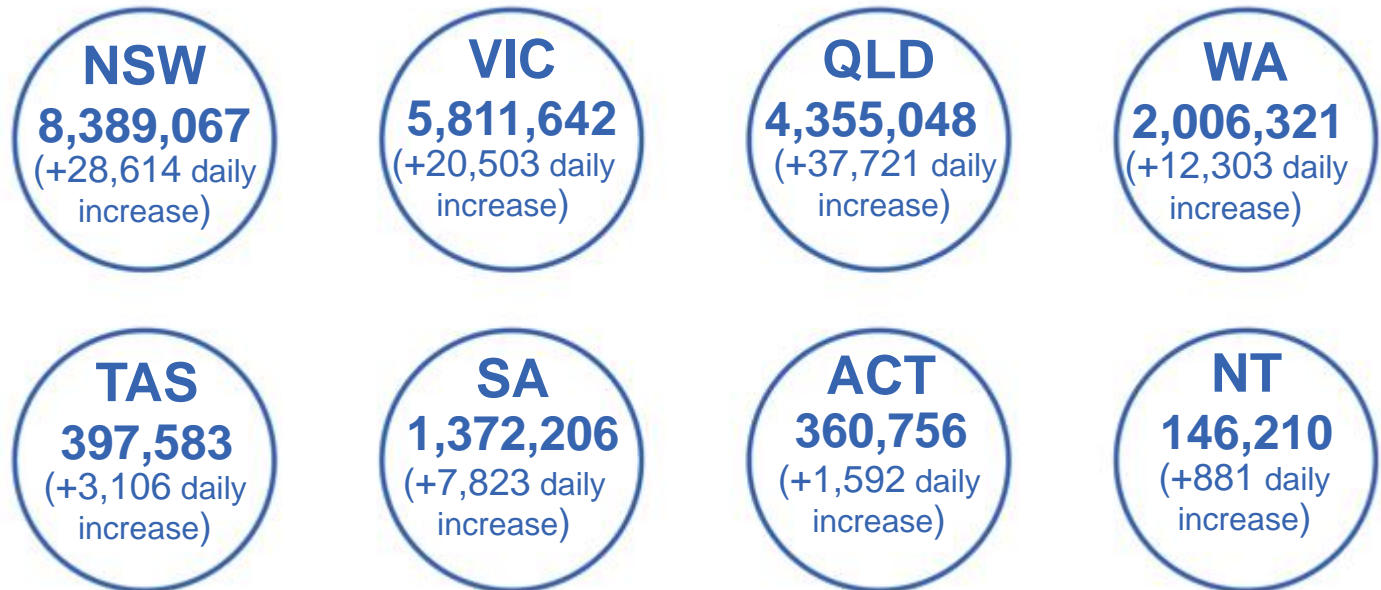 NSW
8,389,067
(+28,614 daily
increase)
VIC
5,811,642
(+20,503 daily
increase)
QLD
4,355,048
(+37,721 daily
increase)
WA
2,006,321
(+12,303 daily
increase)
TAS
397,583
(+3,106 daily
increase)
SA
1,372,206
(+7,823 daily
increase)
ACT
360,756
(+1,592 daily
increase)
NT
146,210
(+881 daily
increase)